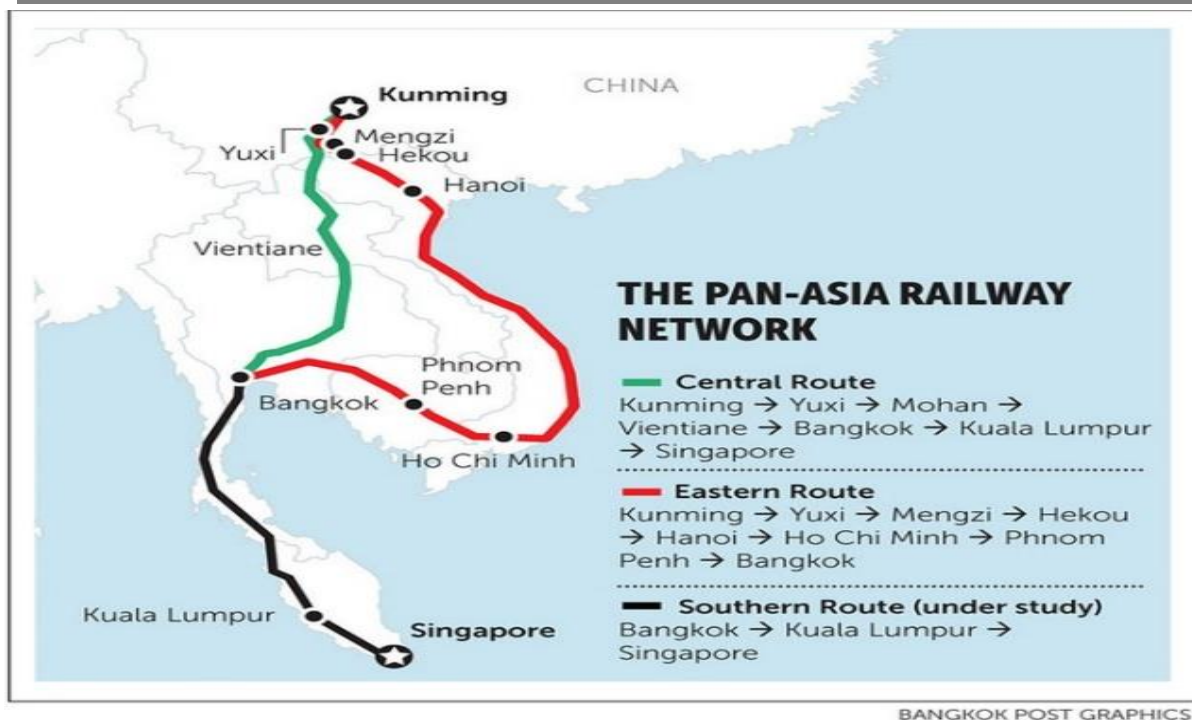 Kunming
CHINA
Yuxi
Mengzi
Hekou
Hanoi
Vientiane
Phnom
Penh
Bangkok
Ho Chi Minh
Kuala Lumpur
Singapore
THE PAN-ASIA RAILWAY
NETWORK
Central Route
Kunming → Yuxi → Mohan →
Vientiane → Bangkok → Kuala Lumpur
→ Singapore
Eastern Route
Kunming → Yuxi → Mengzi → Hekou
→ Hanoi → Ho Chi Minh → Phnom
Penh → Bangkok
Southern Route (under study)
Bangkok → Kuala Lumpur →
Singapore
BANGKOK POST GRAPHICS